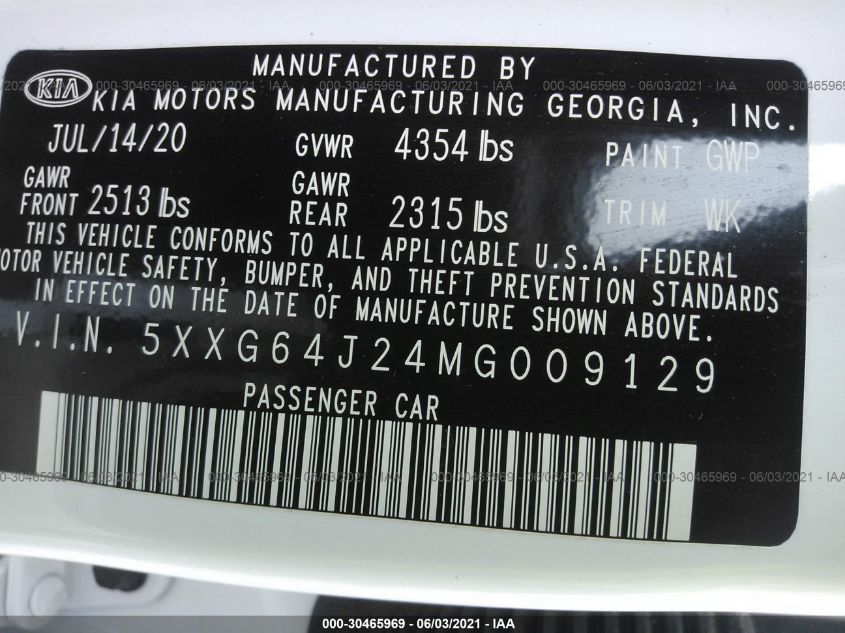 MANUFACTURED BY
KIA KIA MOTORS MANUFACTURING GEORGIA, INC.
JUL/14/20 GVWR 4354 lbs PAINT GWP
GAWR FRONT 2513 lbs GAWR REAR 2315 lbs TRIM WK
THIS VEHICLE CONFORMS TO ALL APPLICABLE U.S.A. FEDERAL
MOTOR VEHICLE SAFETY, BUMPER, AND THEFT PREVENTION STANDARDS
IN EFFECT ON THE DATE OF MANUFACTURE SHOWN ABOVE.
V.I.N. 5XXG64J24MG009129
PASSENGER CAR
000-30465969 - 06/03/2021 - IAA